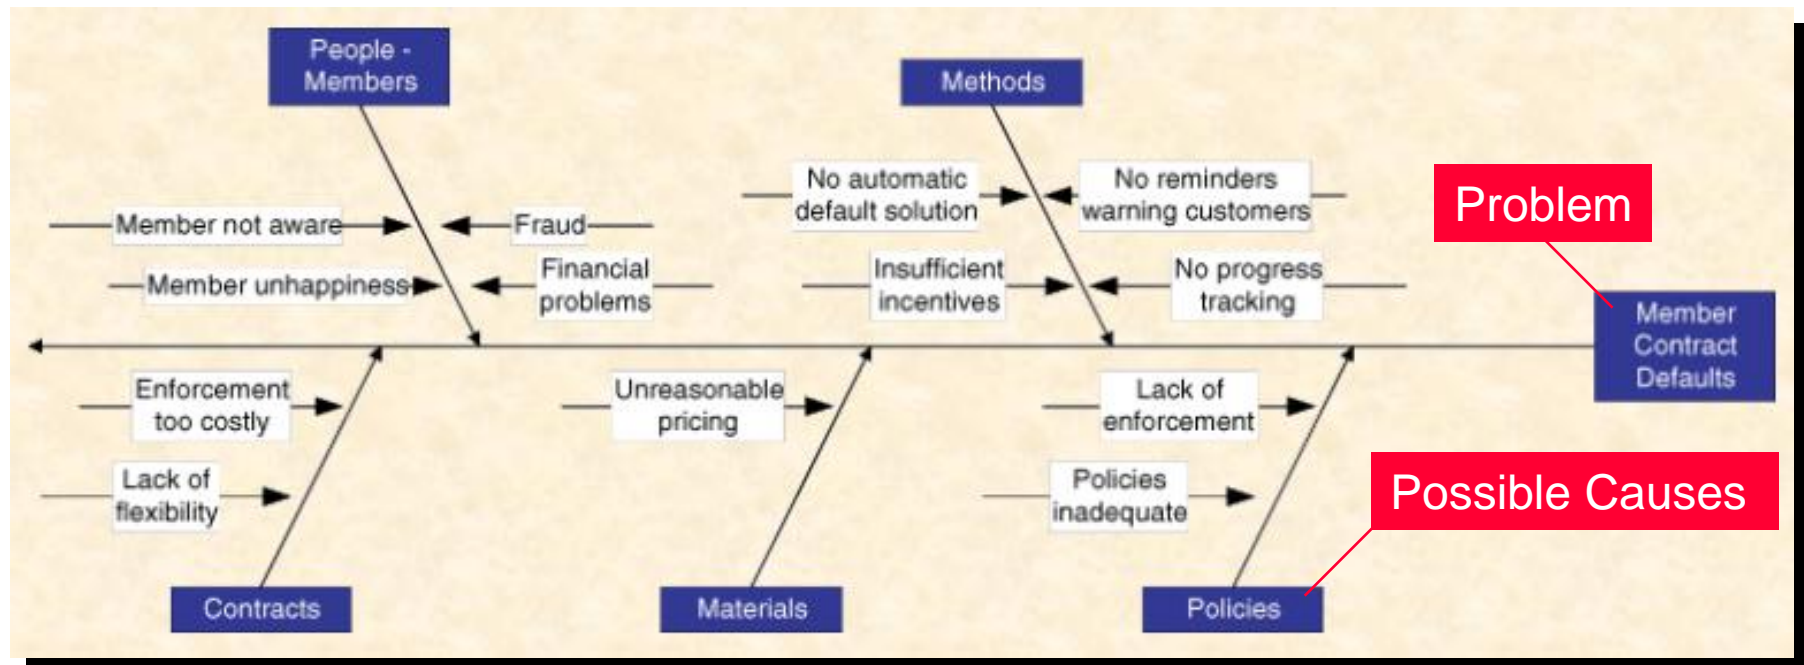 People -
Members
Methods
No automatic
default solution
No reminders
warning customers
Problem
Member not aware
Fraud
Member unhappiness
Financial
problems
Insufficient
incentives
No progress
tracking
Member
Contract
Defaults
Enforcement
too costly
Unreasonable
pricing
Lack of
enforcement
Lack of
flexibility
Policies
inadequate
Possible Causes
Contracts
Materials
Policies